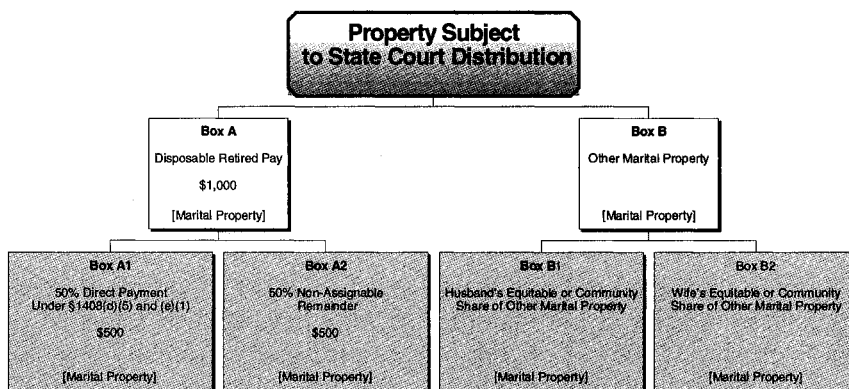 Property Subject
to State Court Distribution
Box A
Disposable Retired Pay
$1,000
[Marital Property]
Box B
Other Marital Property
[Marital Property]
Box A1
50% Direct Payment
Under §1408(d)(5) and (e)(1)
$500
[Marital Property]
Box A2
50% Non-Assignable
Remainder
$500
[Marital Property]
Box B1
Husband's Equitable or Community
Share of Other Marital Property
[Marital Property]
Box B2
Wife's Equitable or Community
Share of Other Marital Property
[Marital Property]